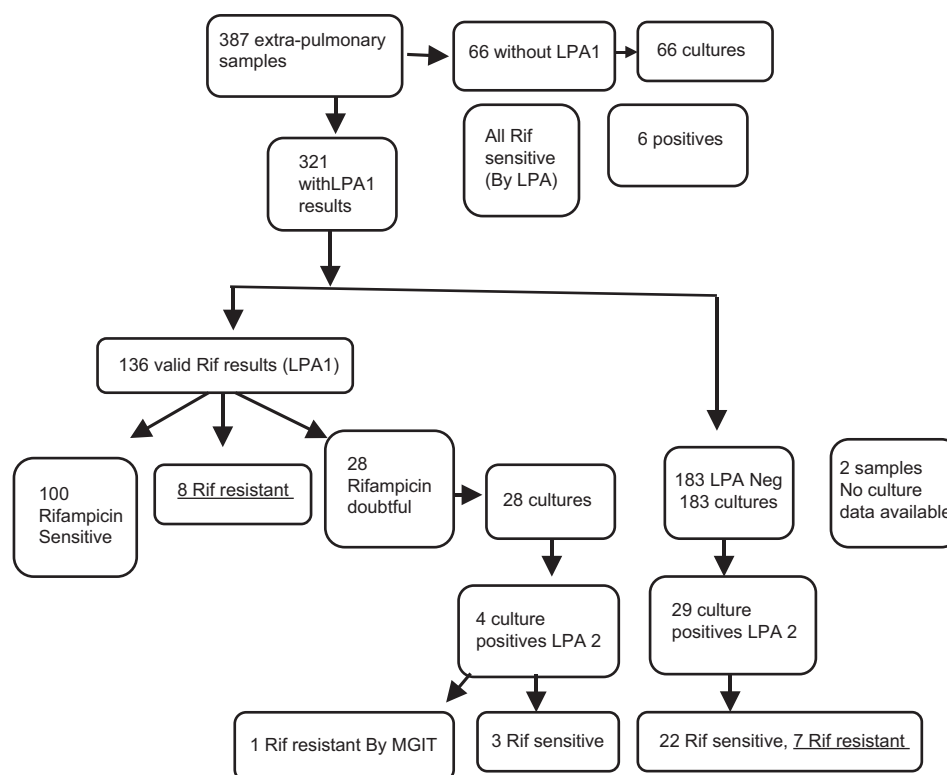 387 extra-pulmonary
samples
66 without LPA1
66 cultures
All Rif
sensitive
(By LPA)
6 positives
321
withLPA1
results
136 valid Rif results (LPA1)
100
Rifampicin
Sensitive
8 Rif resistant
28
Rifampicin
doubtful
28 cultures
183 LPA Neg
183 cultures
2 samples
No culture
data available
4 culture
positives LPA 2
29 culture
positives LPA 2
1 Rif resistant By MGIT
3 Rif sensitive
22 Rif sensitive, 7 Rif resistant